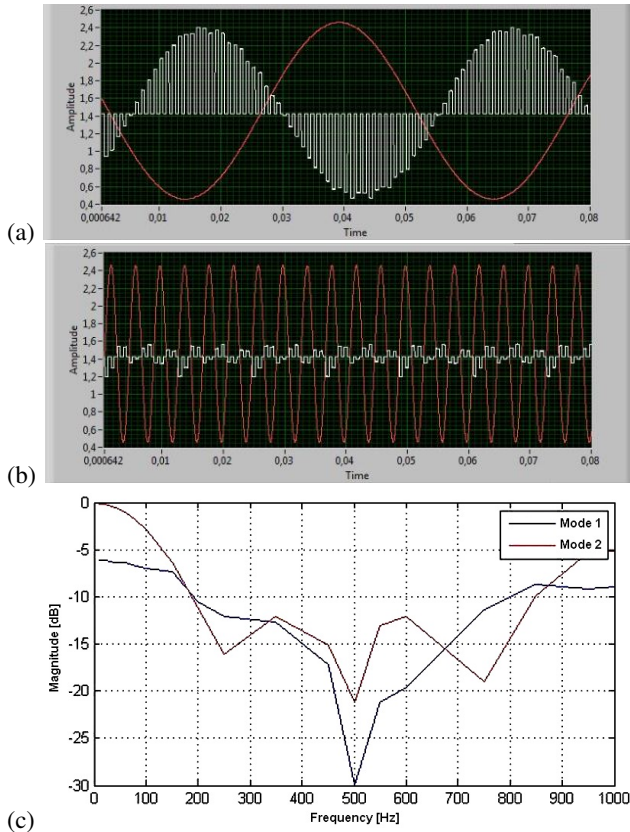 2,6
2,4
2,2
2
1,8
1,6
1,4
1,2
1
0,8
0,6
0,4
Amplitude
0,000642 0,01 0,02 0,03 0,04 0,05 0,06 0,07 0,08
Time
(a)
2,6
2,4
2,2
2
1,8
1,6
1,4
1,2
1
0,8
0,6
0,4
Amplitude
0,000642 0,01 0,02 0,03 0,04 0,05 0,06 0,07 0,08
Time
(b)
0
-5
-10
-15
-20
-25
-30
Magnitude [dB]
Mode 1
Mode 2
0 100 200 300 400 500 600 700 800 900 1000
Frequency [Hz]
(c)